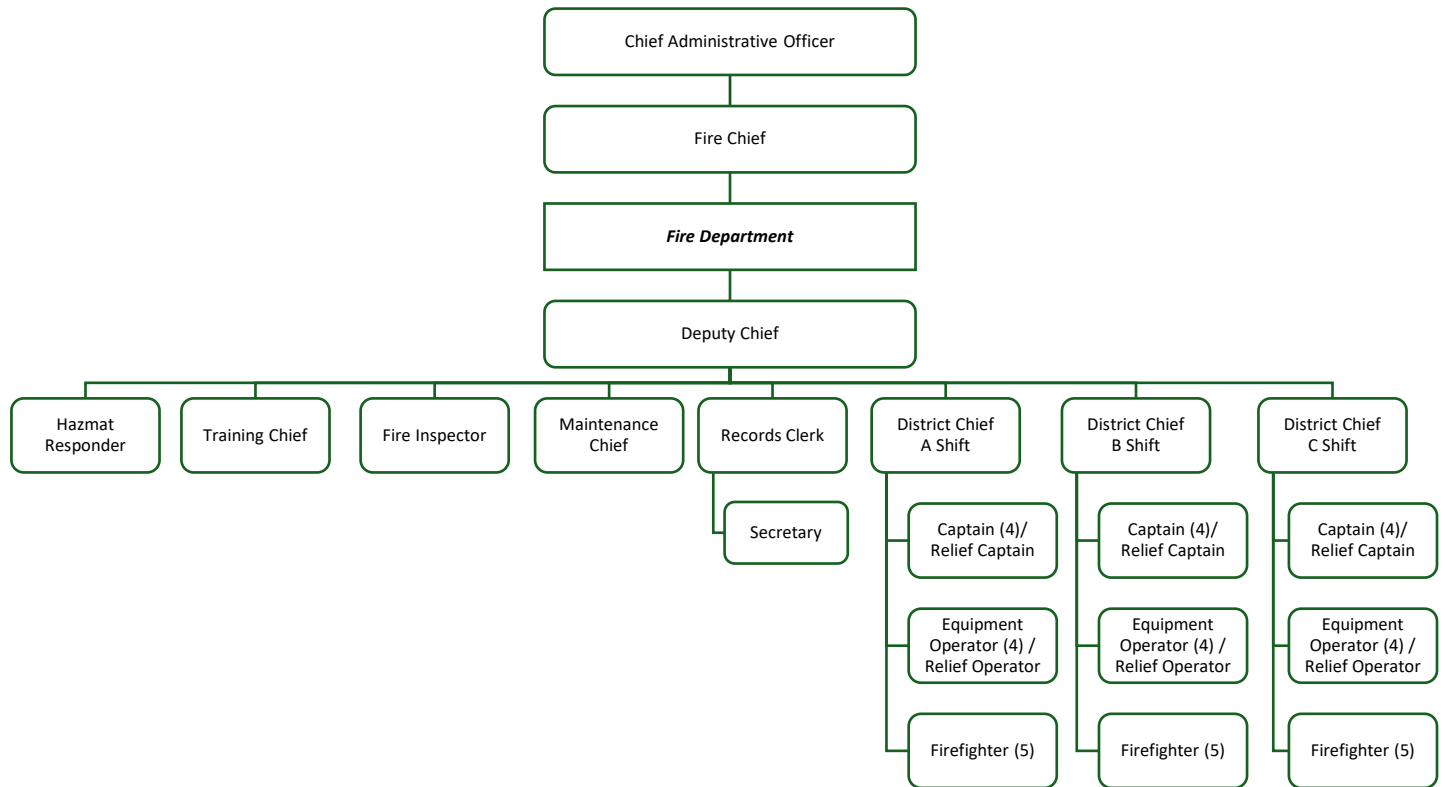 Chief Administrative Officer
Fire Chief
Fire Department
Deputy Chief
Hazmat
Responder
Training Chief
Fire Inspector
Maintenance
Chief
Records Clerk
Secretary
District Chief
A Shift
Captain (4)/
Relief Captain
Equipment
Operator (4) /
Relief Operator
Firefighter (5)
District Chief
B Shift
Captain (4)/
Relief Captain
Equipment
Operator (4) /
Relief Operator
Firefighter (5)
District Chief
C Shift
Captain (4)/
Relief Captain
Equipment
Operator (4) /
Relief Operator
Firefighter (5)